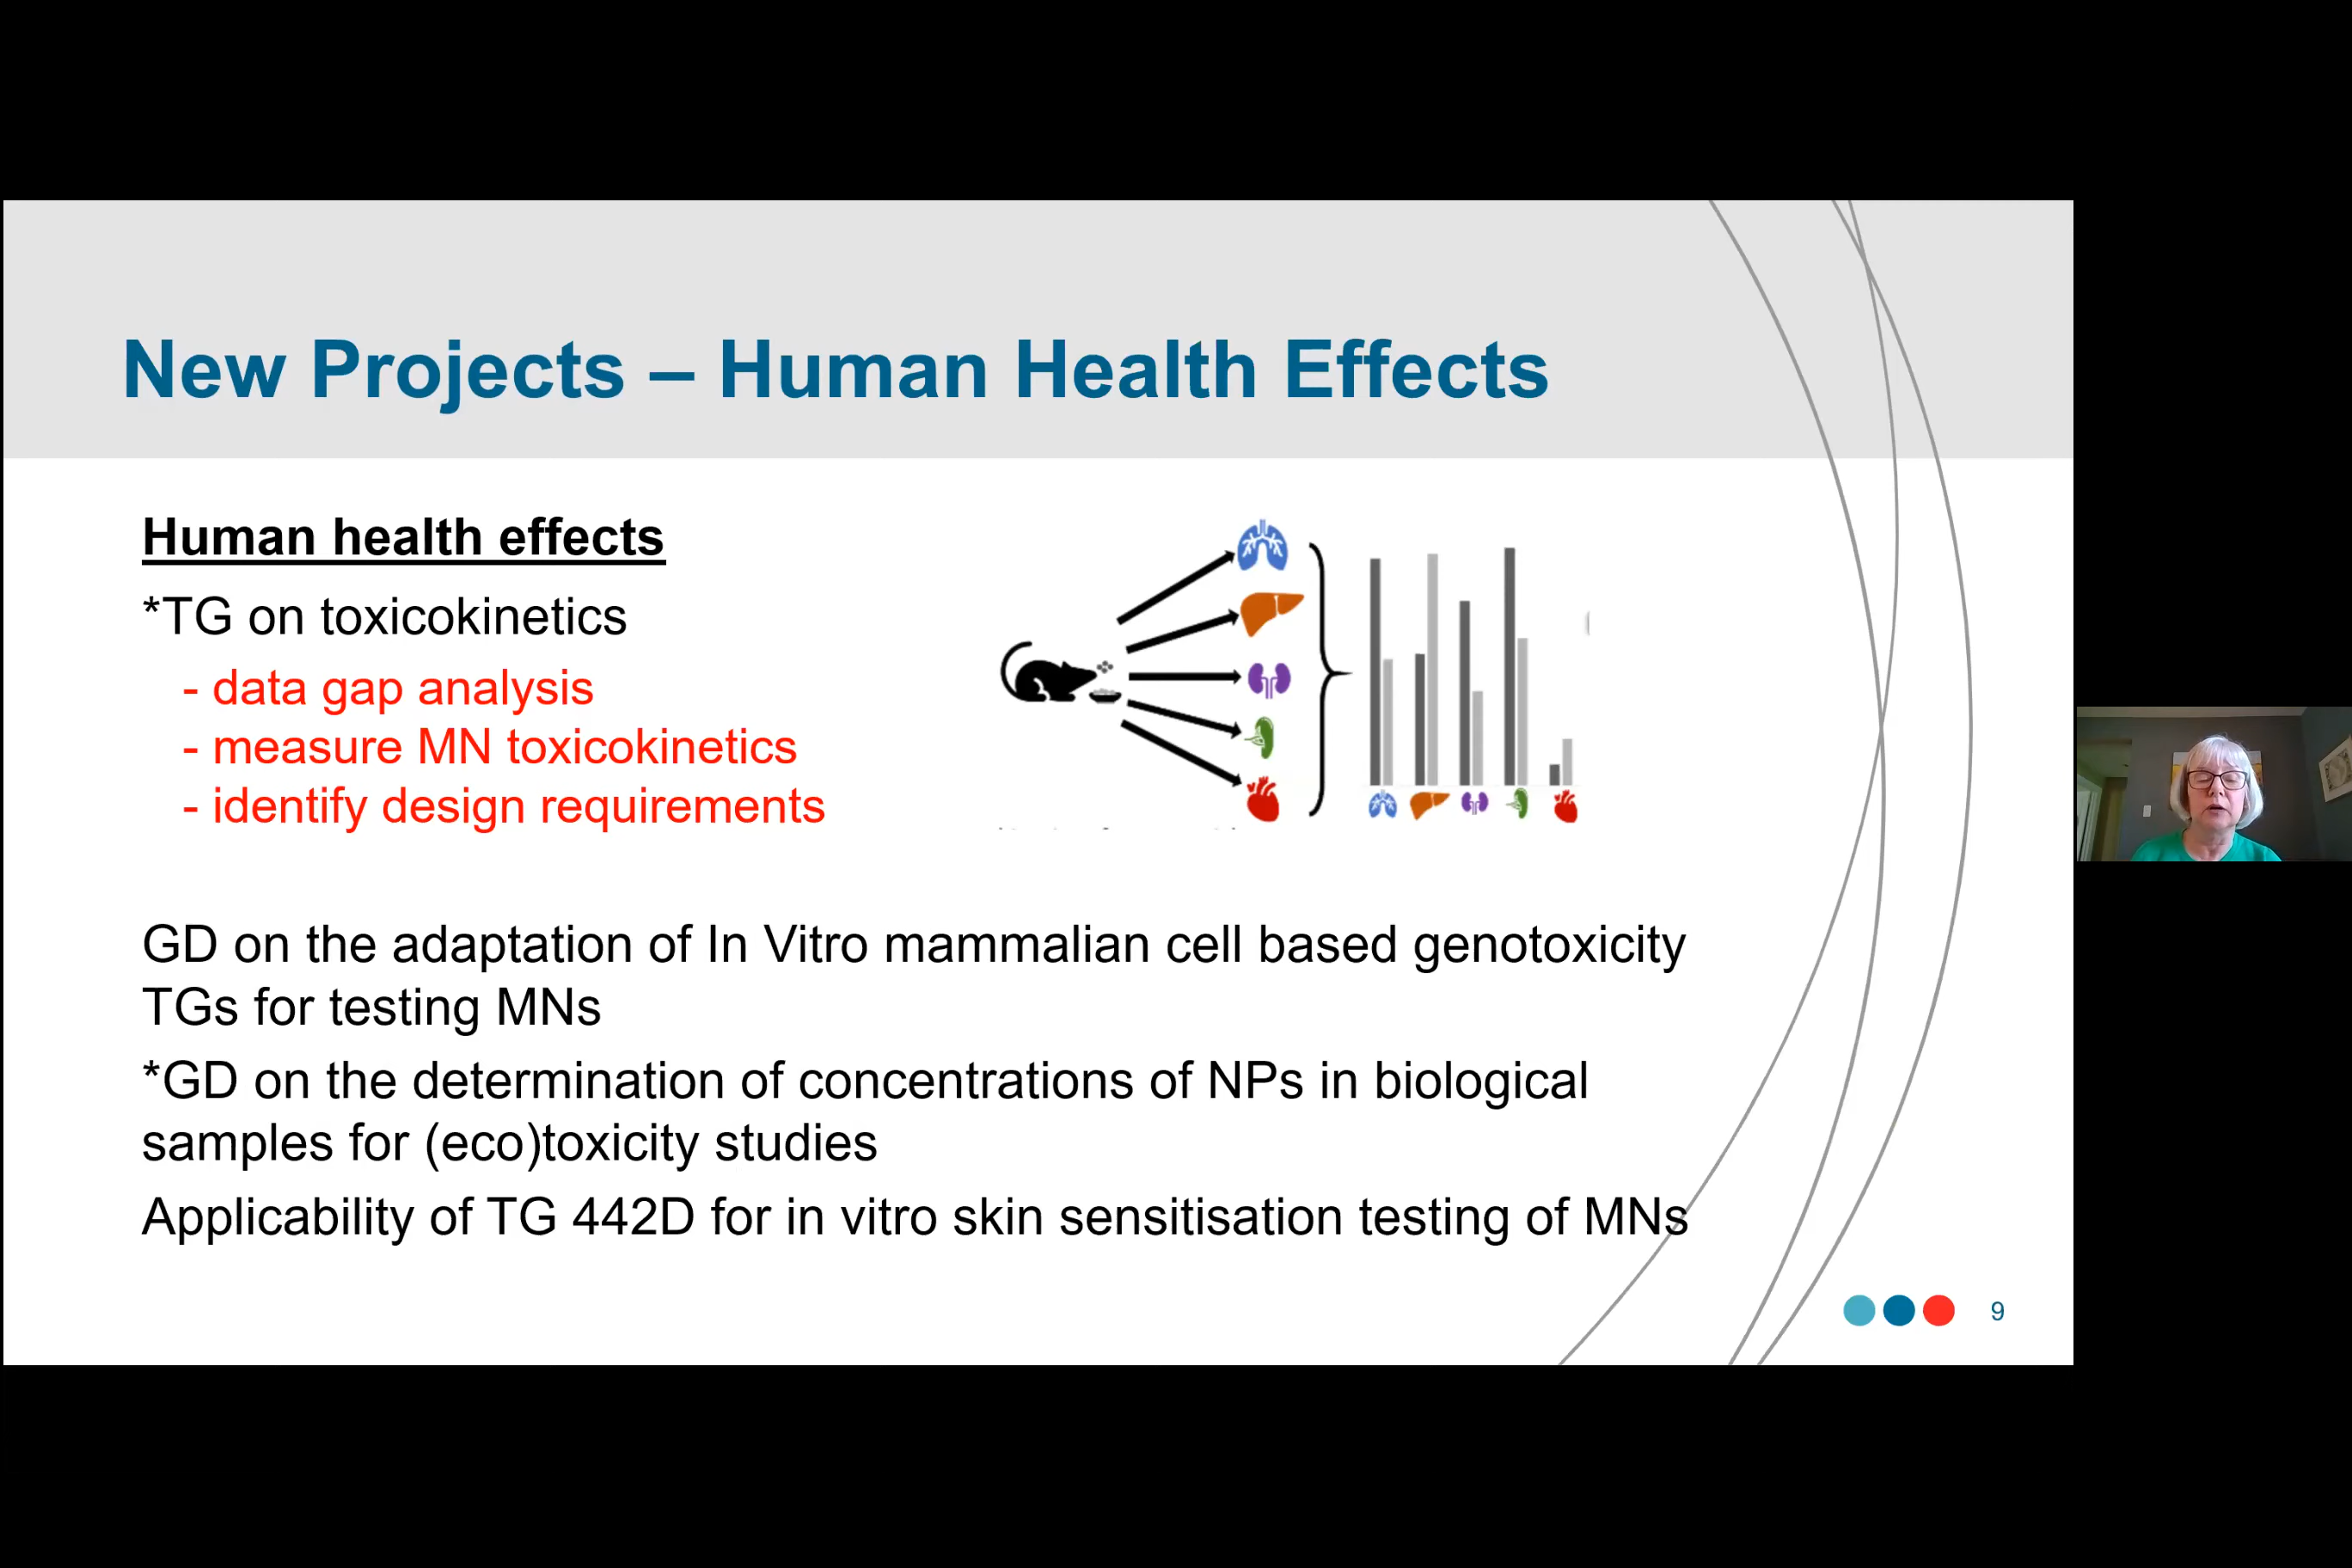 New Projects – Human Health Effects
Human health effects
*TG on toxicokinetics
- data gap analysis
- measure MN toxicokinetics
- identify design requirements
GD on the adaptation of In Vitro mammalian cell based genotoxicity
TGs for testing MNs
*GD on the determination of concentrations of NPs in biological
samples for (eco)toxicity studies
Applicability of TG 442D for in vitro skin sensitisation testing of MNs
9